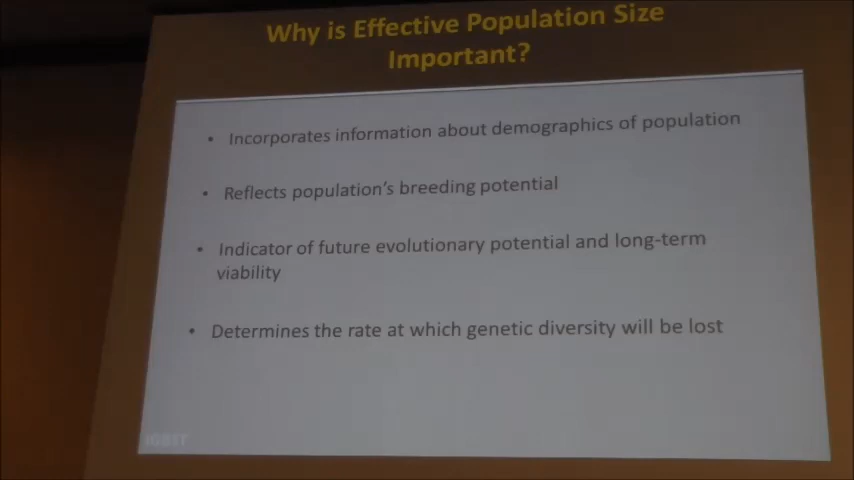 Why is Effective Population Size
Important?
• Incorporates information about demographics of population
• Reflects population's breeding potential
• Indicator of future evolutionary potential and long-term
viability
• Determines the rate at which genetic diversity will be lost
IGBST